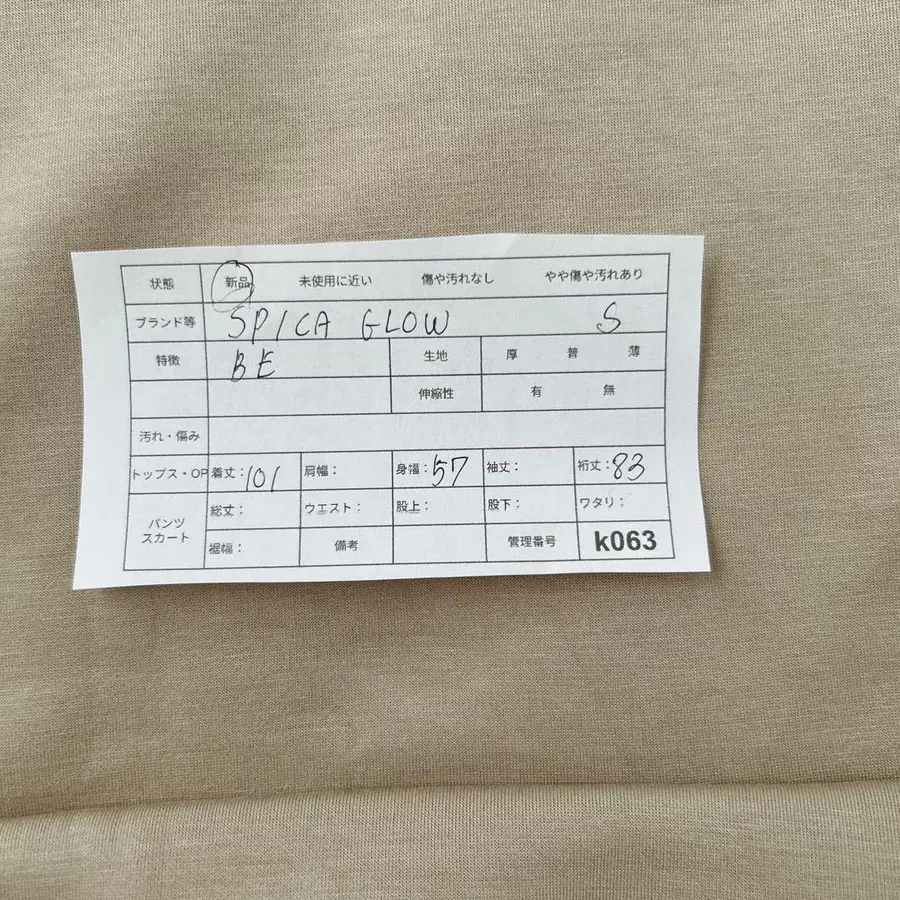 状態 新品 未使用に近い 傷や汚れなし やや傷や汚れあり
ブランド等 SPICA GLOW S
特徴 BE 生地 厚 普 薄
伸縮性 有 無
汚れ・傷み
トップス・OP 着丈：101 肩幅： 身幅：57 袖丈： 裄丈：83
パンツ スカート 総丈： ウエスト： 股上： 股下： ワタリ；
裾幅： 備考 管理番号 k063